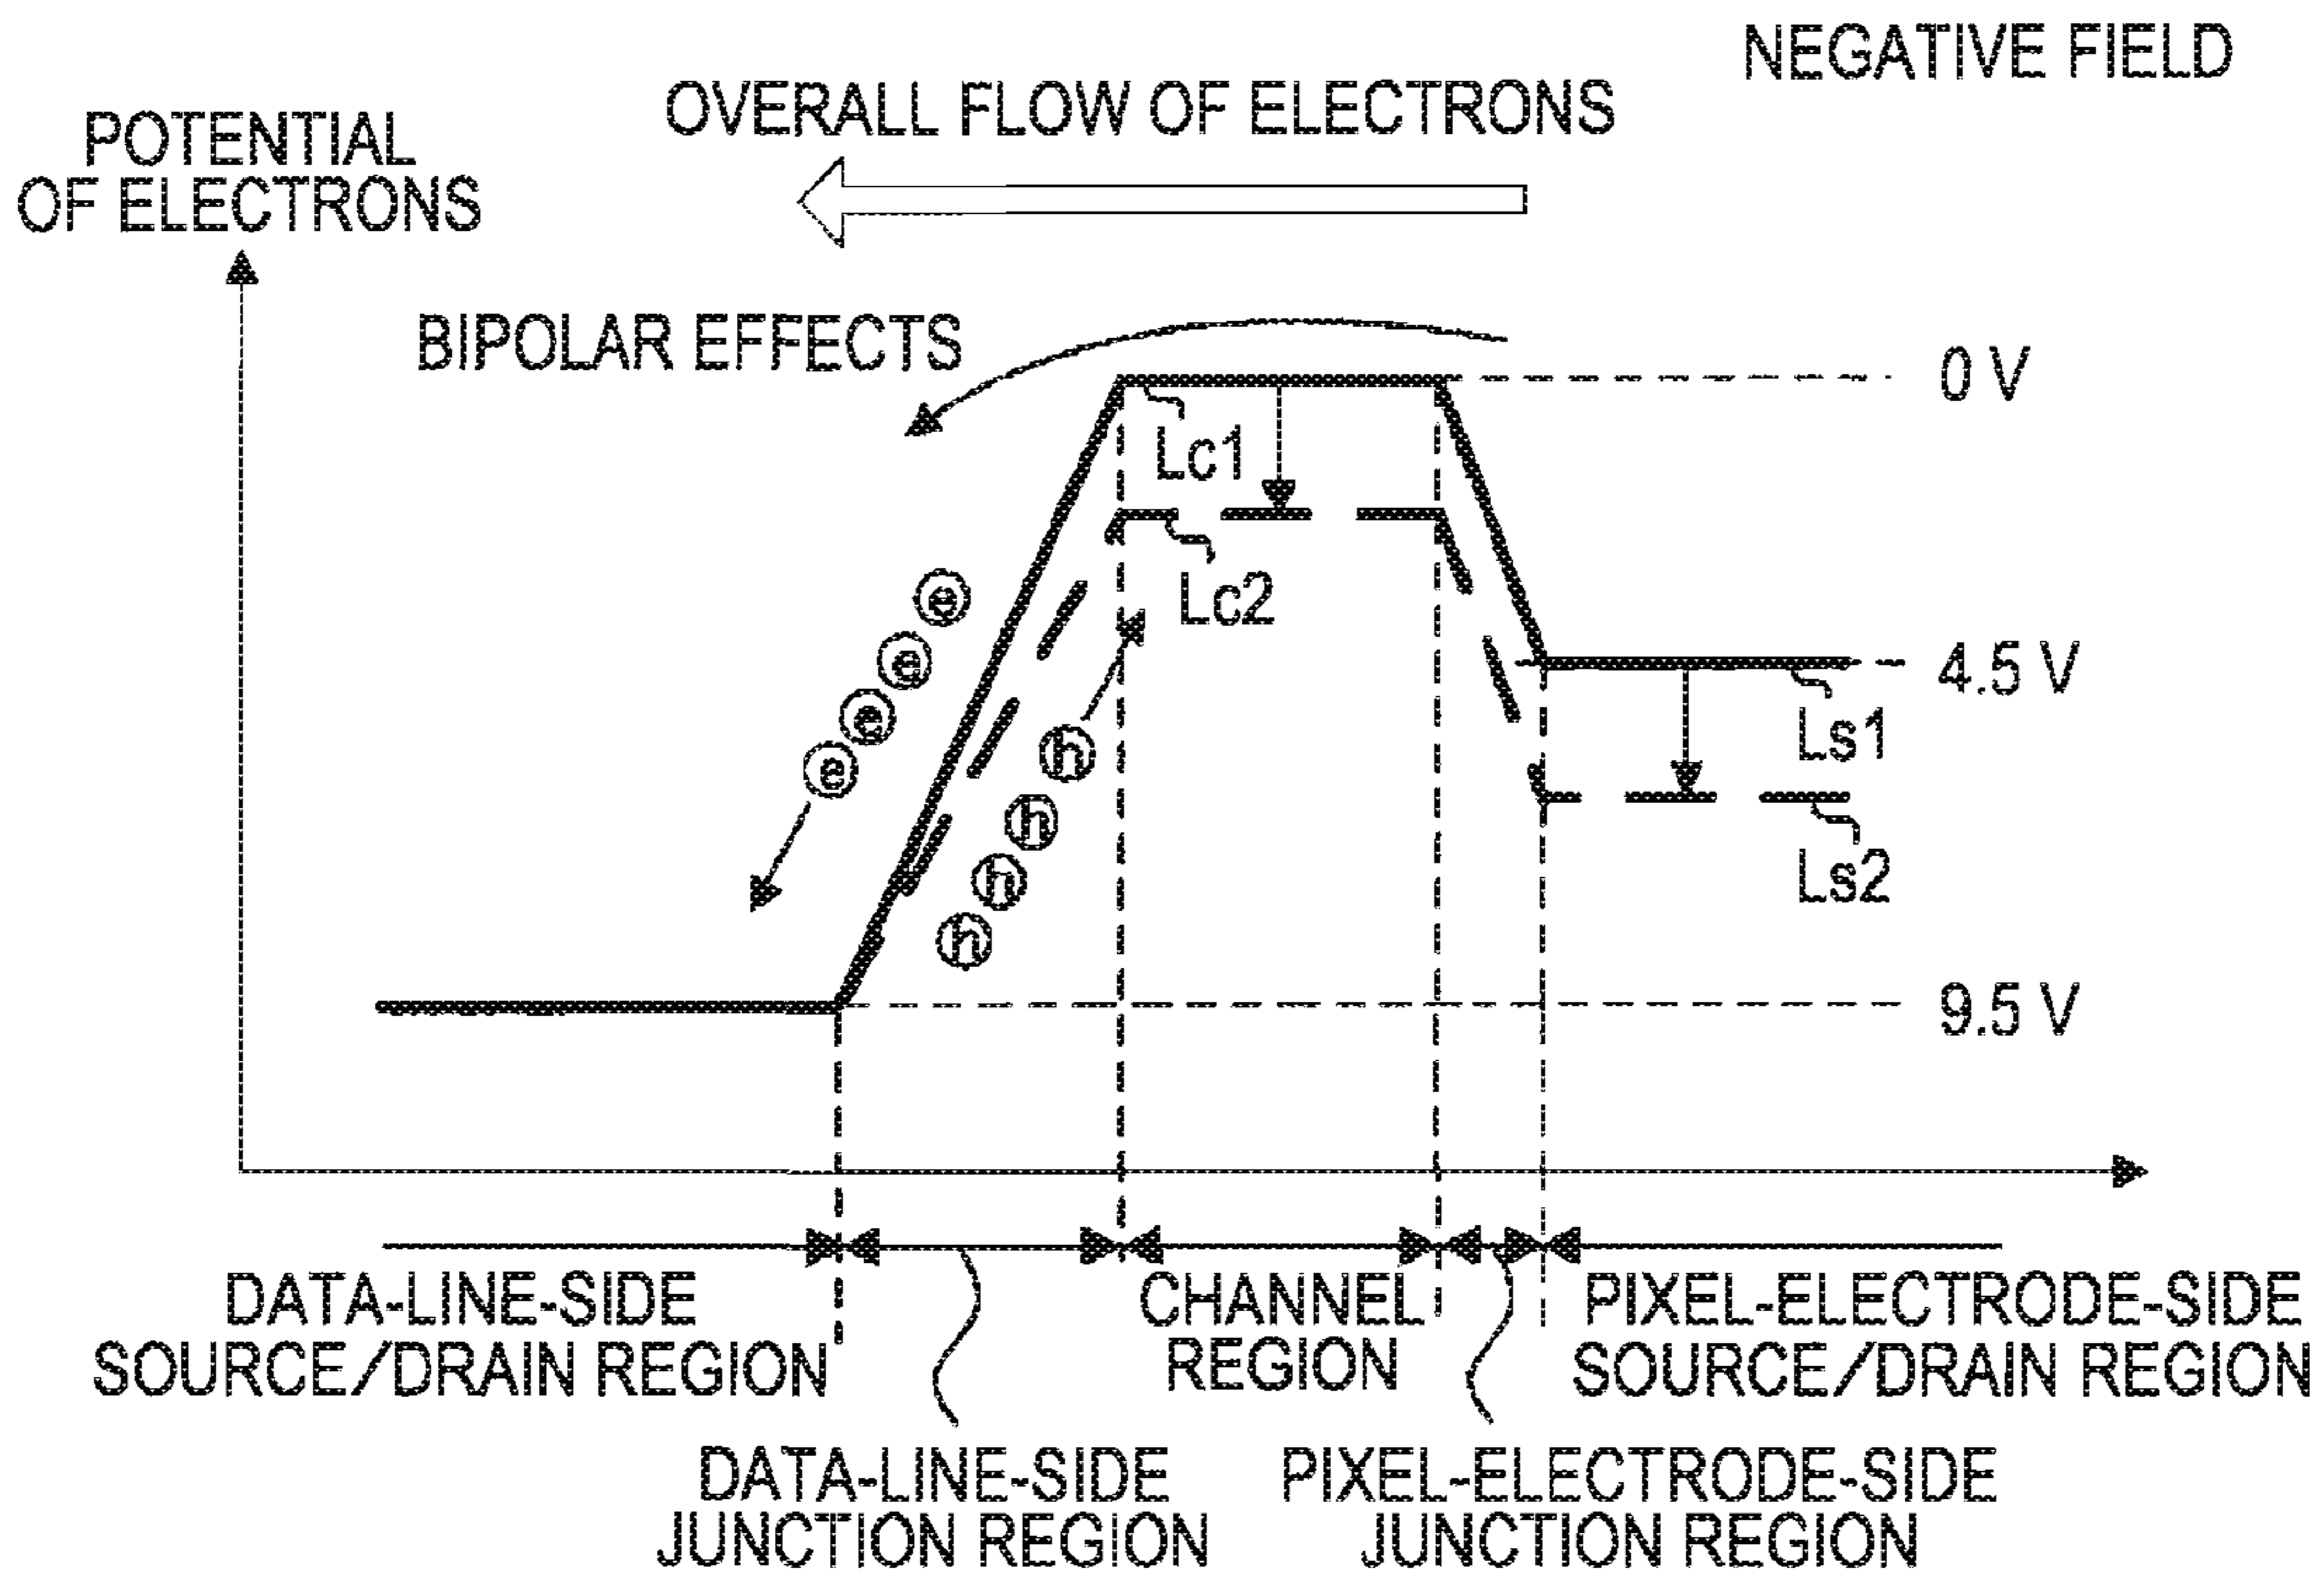 NEGATIVE FIELD
OVERALL FLOW OF ELECTRONS
POTENTIAL
OF ELECTRONS
BIPOLAR EFFECTS
0 V
Lc1
Lc2
e
e
e
e
4.5 V
Ls1
Ls2
h
h
h
h
9.5 V
DATA-LINE-SIDE
SOURCE/DRAIN REGION
CHANNEL
REGION
PIXEL-ELECTRODE-SIDE
SOURCE/DRAIN REGION
DATA-LINE-SIDE
JUNCTION REGION
PIXEL-ELECTRODE-SIDE
JUNCTION REGION